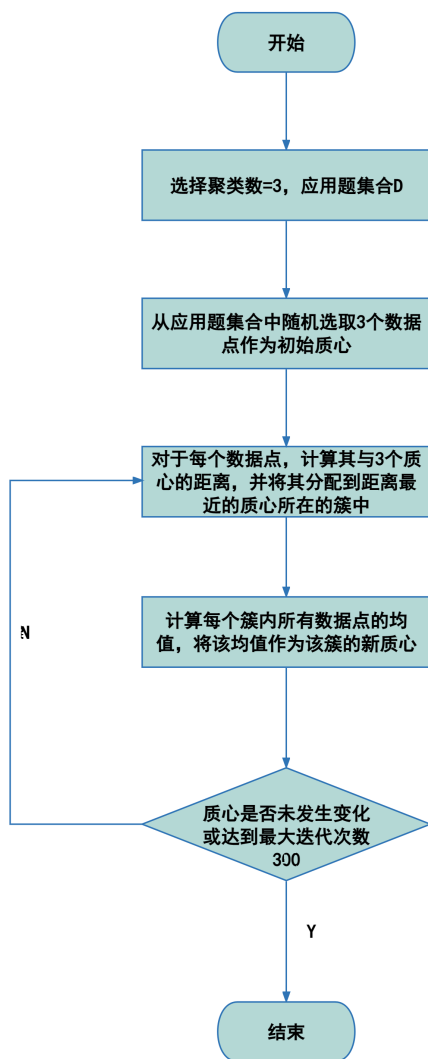 开始
选择聚类数=3，应用题集合D
从应用题集合中随机选取3个数据
点作为初始质心
对于每个数据点，计算其与3个质
心的距离，并将其分配到距离最
近的质心所在的簇中
计算每个簇内所有数据点的均
值，将该均值作为该簇的新质心
N
质心是否未发生变化
或达到最大迭代次数
300
Y
结束